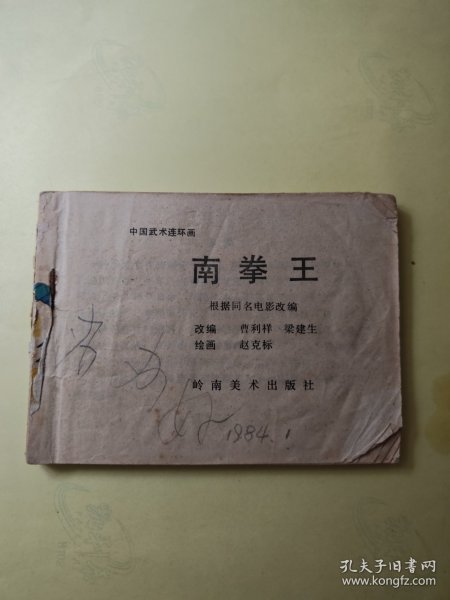 中国武术连环画
南拳王
根据同名电影改编
改编 曹利祥 梁建生
绘画 赵克标
岭南美术出版社
1984.1
孔夫子旧书网
www.kongfz.com